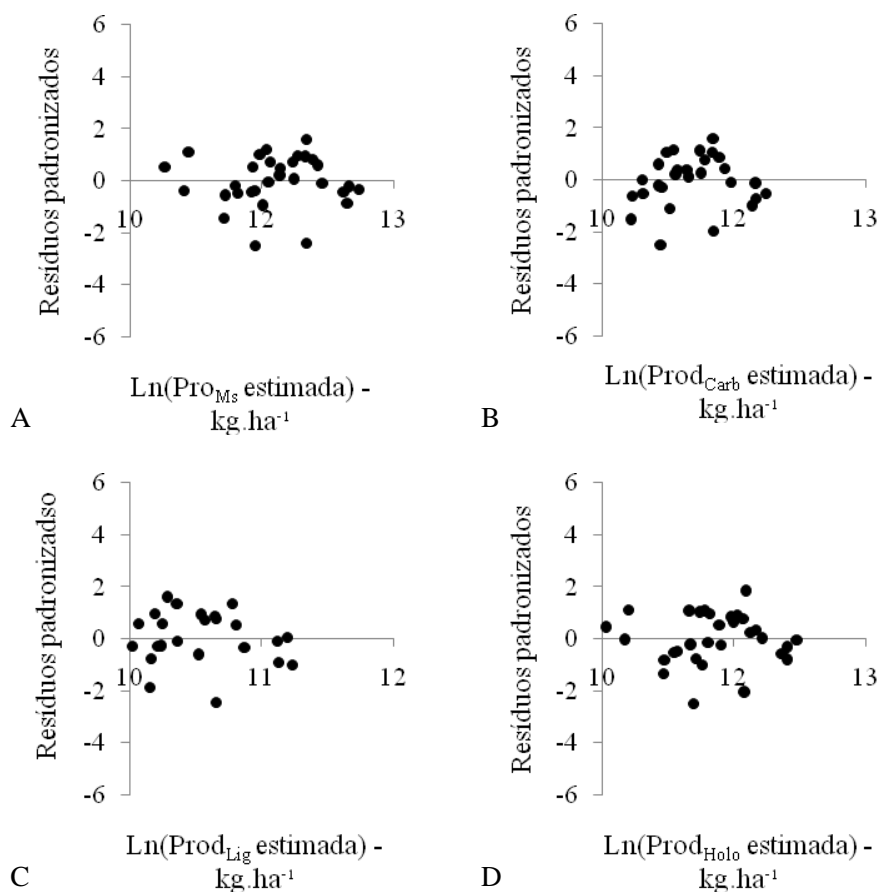 Resíduos padronizados
6
4
2
0
-2
-4
-6
10
12
13
Ln(Pro_Ms estimada) -
kg.ha⁻¹
A
Resíduos padronizados
6
4
2
0
-2
-4
-6
10
12
13
Ln(Prod_Carb estimada) -
kg.ha⁻¹
B
Resíduos padronizadso
6
4
2
0
-2
-4
-6
10
11
12
Ln(Prod_Lig estimada) -
kg.ha⁻¹
C
Resíduos padronizados
6
4
2
0
-2
-4
-6
10
12
13
Ln(Prod_Holo estimada) -
kg.ha⁻¹
D